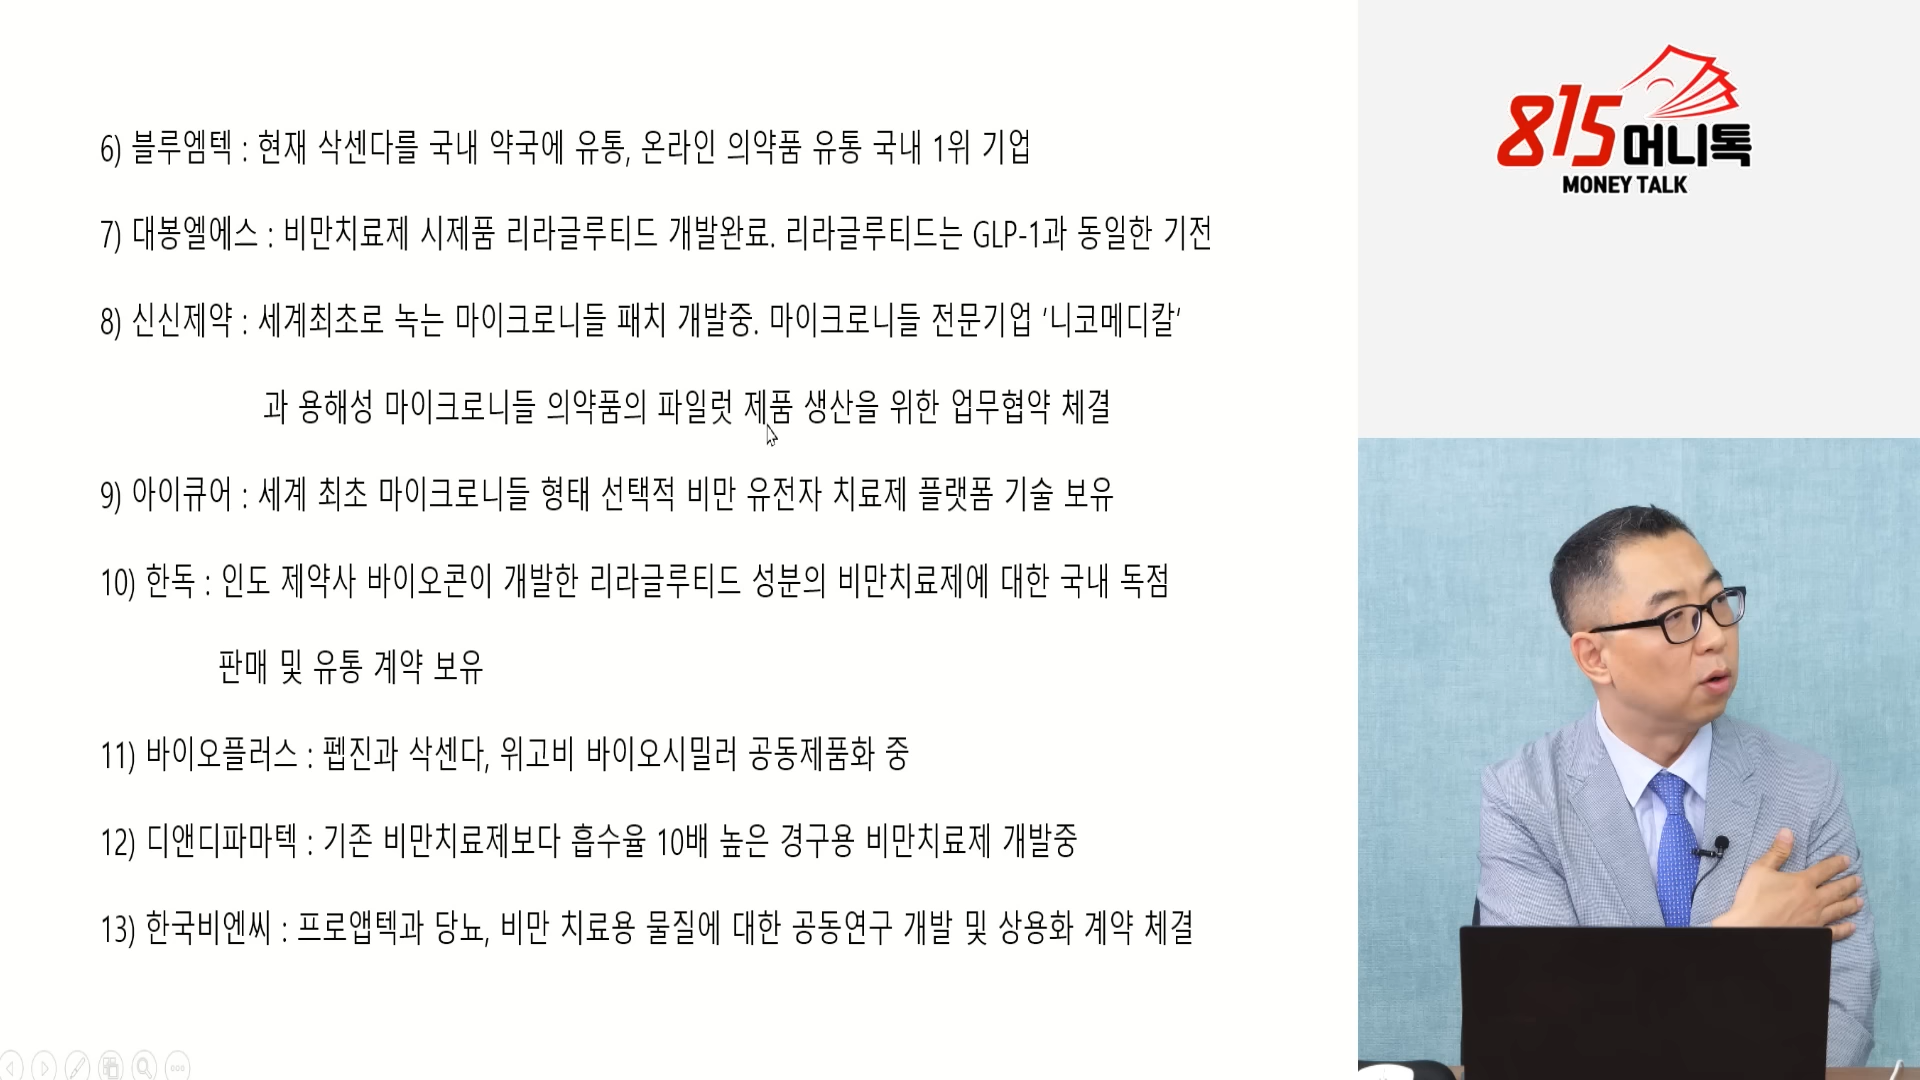 6) 블루엠텍 : 현재 삭센다를 국내 약국에 유통, 온라인 의약품 유통 국내 1위 기업
7) 대봉엘에스 : 비만치료제 시제품 리라글루티드 개발완료. 리라글루티드는 GLP-1과 동일한 기전
8) 신신제약 : 세계최초로 녹는 마이크로니들 패치 개발중. 마이크로니들 전문기업 ‘니코메디칼’
과 용해성 마이크로니들 의약품의 파일럿 제품 생산을 위한 업무협약 체결
9) 아이큐어 : 세계 최초 마이크로니들 형태 선택적 비만 유전자 치료제 플랫폼 기술 보유
10) 한독 : 인도 제약사 바이오콘이 개발한 리라글루티드 성분의 비만치료제에 대한 국내 독점
판매 및 유통 계약 보유
11) 바이오플러스 : 펩진과 삭센다, 위고비 바이오시밀러 공동제품화 중
12) 디앤디파마텍 : 기존 비만치료제보다 흡수율 10배 높은 경구용 비만치료제 개발중
13) 한국비엔씨 : 프로앱텍과 당뇨, 비만 치료용 물질에 대한 공동연구 개발 및 상용화 계약 체결
815머니톡
MONEY TALK